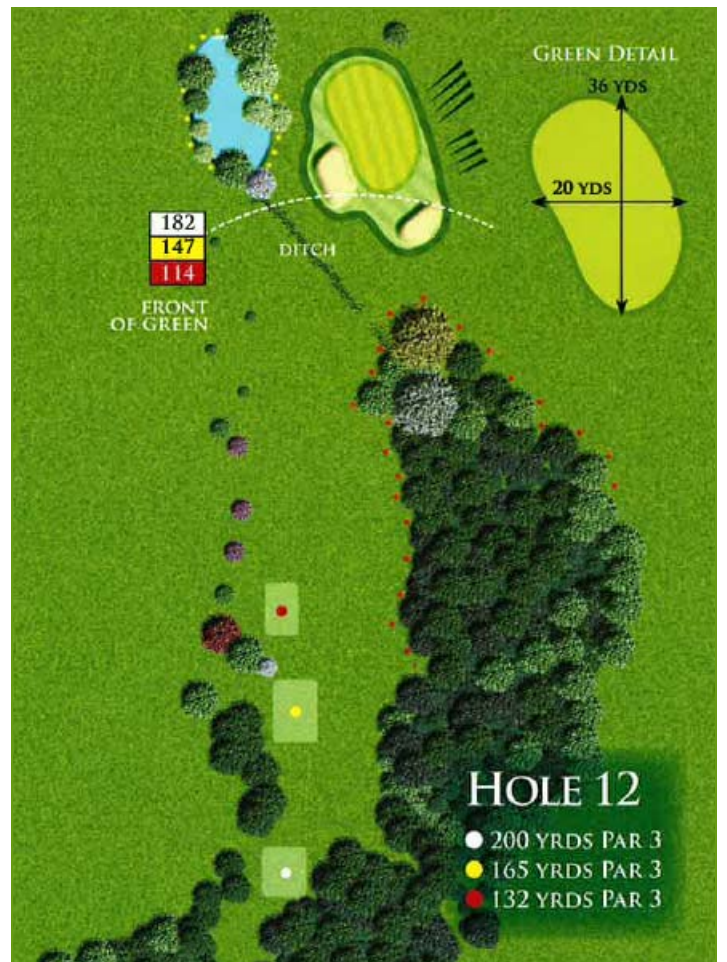 GREEN DETAIL
36 YDS
20 YDS
182
147
114
FRONT
OF GREEN
DITCH
HOLE 12
200 YRDS PAR 3
165 YRDS PAR 3
132 YRDS PAR 3